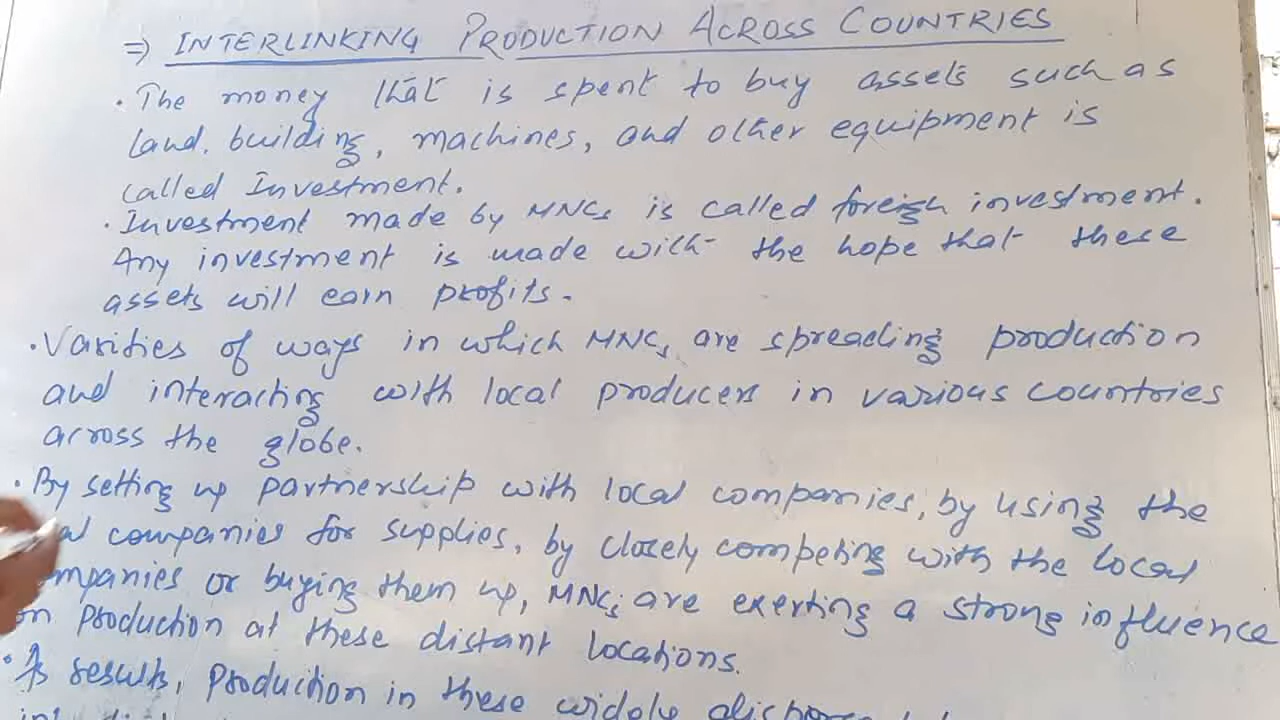 ⇒ INTERLINKING PRODUCTION ACROSS COUNTRIES
• The money that is spent to buy assets such as
land, building, machines, and other equipment is
called Investment.
• Investment made by MNCs is called foreign investment.
Any investment is made with the hope that these
assets will earn profits.
• Varities of ways in which MNCs are spreading production
and interacting with local producers in various countries
across the globe.
• By setting up partnership with local companies, by using the
companies for supplies, by closely competing with the local
or buying them up, MNCs are exerting a strong influence
on production at these distant locations.
• As results, production in these widely